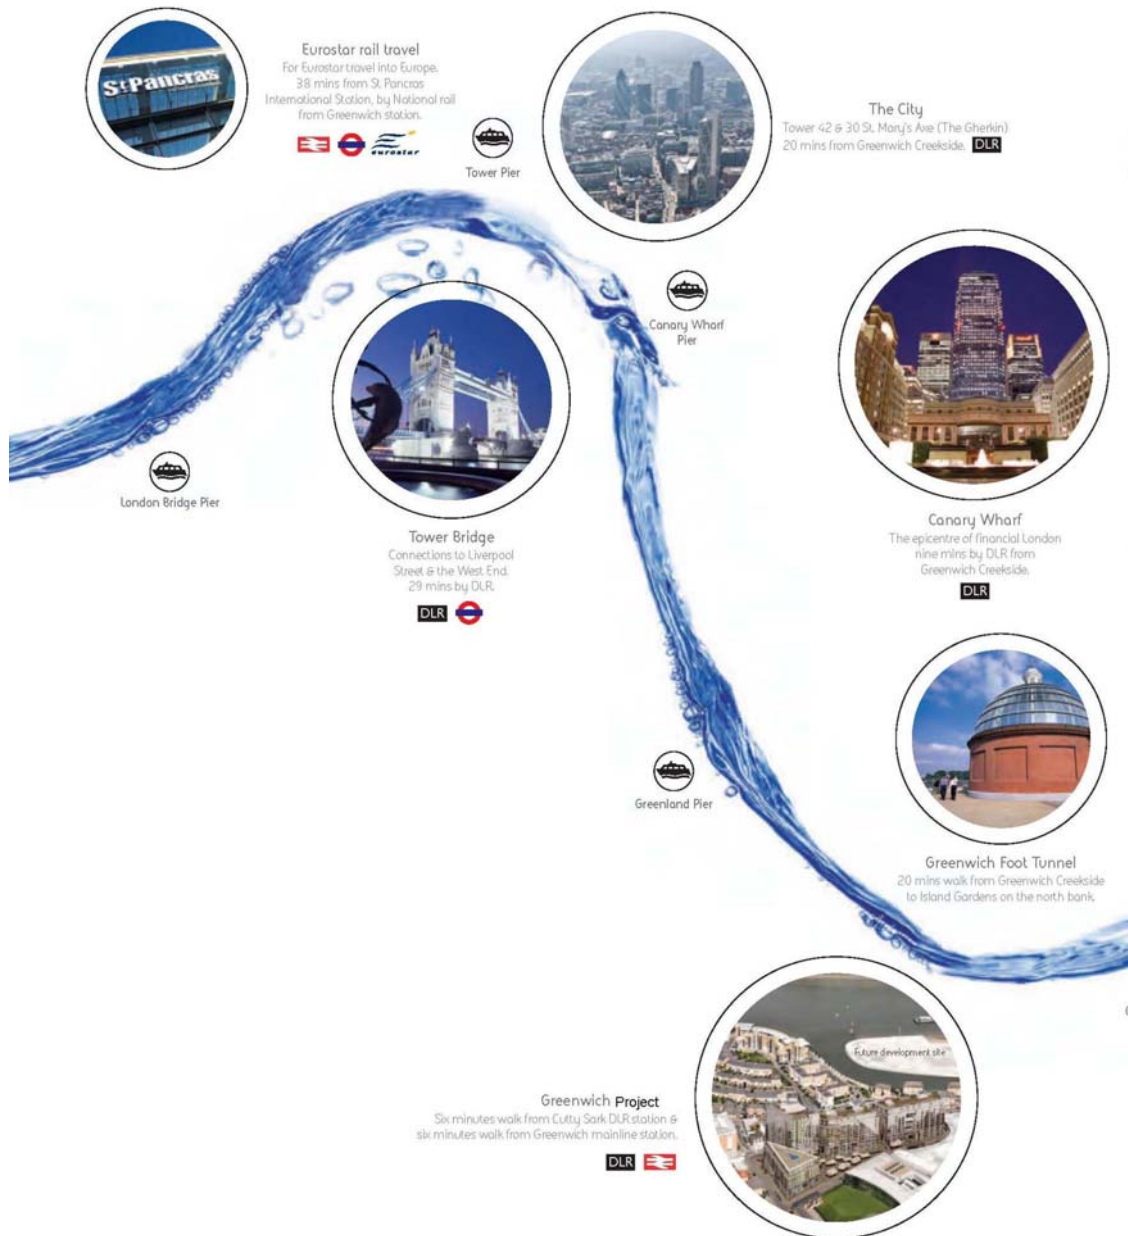 St Pancras
Eurostar rail travel
For Eurostar travel into Europe.
38 mins from St. Pancras
International Station, by National rail
from Greenwich station.
eurostar
Tower Pier
The City
Tower 42 & 30 St. Mary's Axe (The Gherkin)
20 mins from Greenwich Creekside. DLR
Canary Wharf
Pier
London Bridge Pier
Tower Bridge
Connections to Liverpool
Street & the West End.
29 mins by DLR.
DLR
Canary Wharf
The epicentre of financial London
nine mins by DLR from
Greenwich Creekside.
DLR
Greenland Pier
Greenwich Foot Tunnel
20 mins walk from Greenwich Creekside
to Island Gardens on the north bank.
Future development site
Greenwich Project
Six minutes walk from Cutty Sark DLR station &
six minutes walk from Greenwich mainline station.
DLR